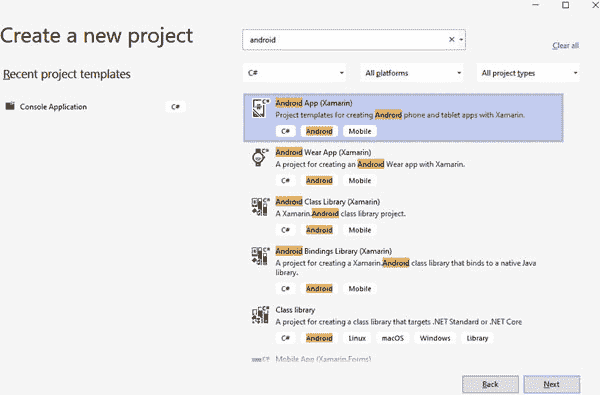 Create a new project
android
Clear all
Recent project templates
C#
All platforms
All project types
Console Application
C#
Android App (Xamarin)
Project templates for creating Android phone and tablet apps with Xamarin.
C# Android Mobile
Android Wear App (Xamarin)
A project for creating an Android Wear app with Xamarin.
C# Android Mobile
Android Class Library (Xamarin)
A Xamarin.Android class library project.
C# Android Mobile
Android Bindings Library (Xamarin)
A project for creating a Xamarin.Android class library that binds to a native Java
library.
C# Android Mobile
Class library
A project for creating a class library that targets .NET Standard or .NET Core
C# Android Linux macOS Windows Library
Mobile App (Xamarin.Forms)
Back
Next